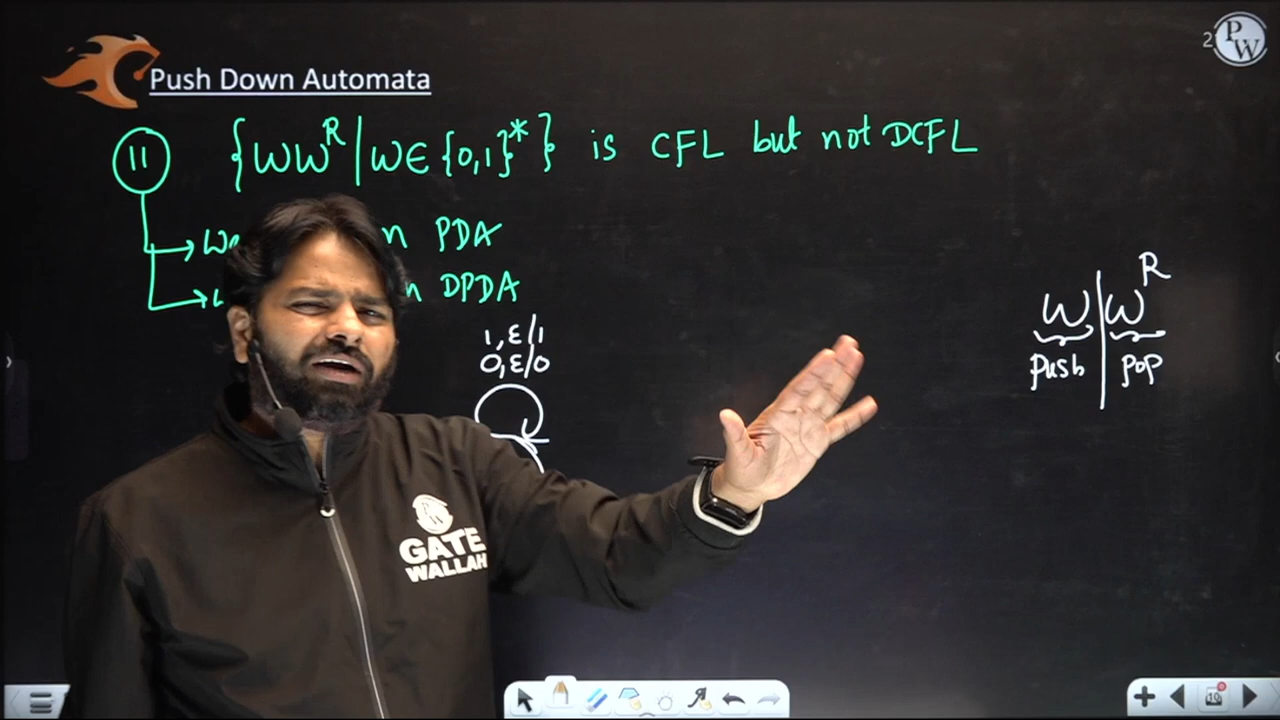 Push Down Automata
2
PW
11 {WW^R | W ∈ {0,1}*} is CFL but not DCFL
PDA
DPDA
1,ε/1
0,ε/0
W | W^R
Push | Pop
GATE
WALLAH